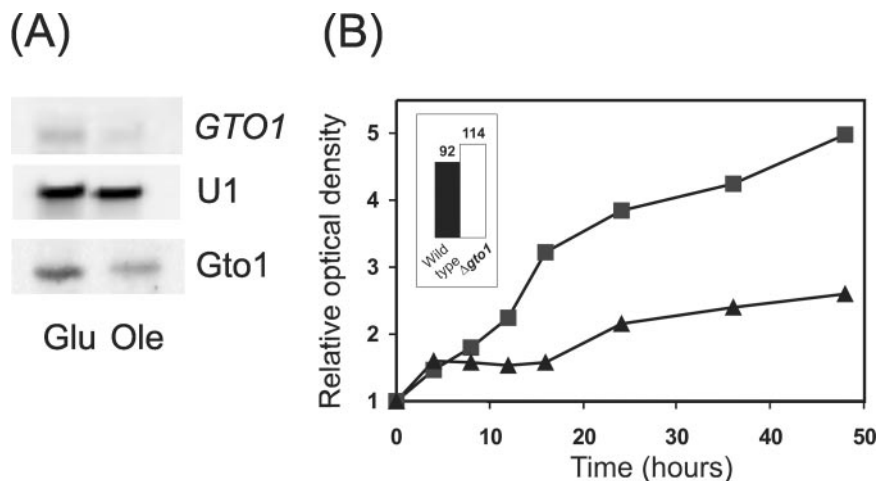 (A)
GTO1
U1
Gto1
Glu Ole
(B)
Relative optical density
5
4
3
2
1
92
114
Wild type
Δgto1
0 10 20 30 40 50
Time (hours)